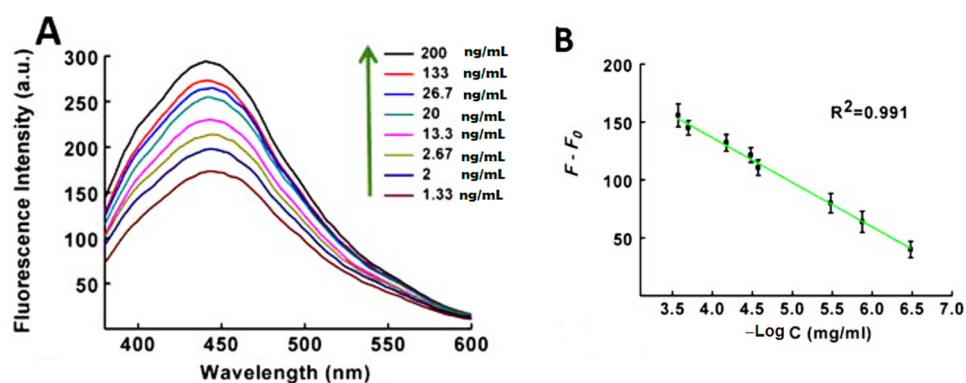 A
Fluorescence Intensity (a.u.)
300
250
200
150
100
50
400
450
500
550
600
Wavelength (nm)
200 ng/mL
133 ng/mL
26.7 ng/mL
20 ng/mL
13.3 ng/mL
2.67 ng/mL
2 ng/mL
1.33 ng/mL
B
F - F0
200
150
100
50
R2=0.991
3.5
4.0
4.5
5.0
5.5
6.0
6.5
7.0
–Log C (mg/ml)